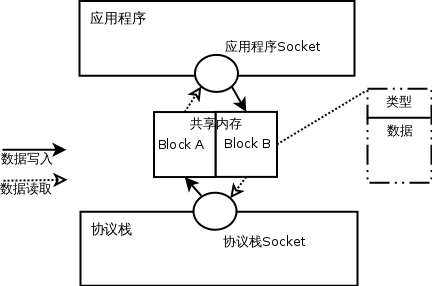 应用程序
应用程序Socket
共享内存
Block A
Block B
类型
数据
数据写入
数据读取
协议栈
协议栈Socket